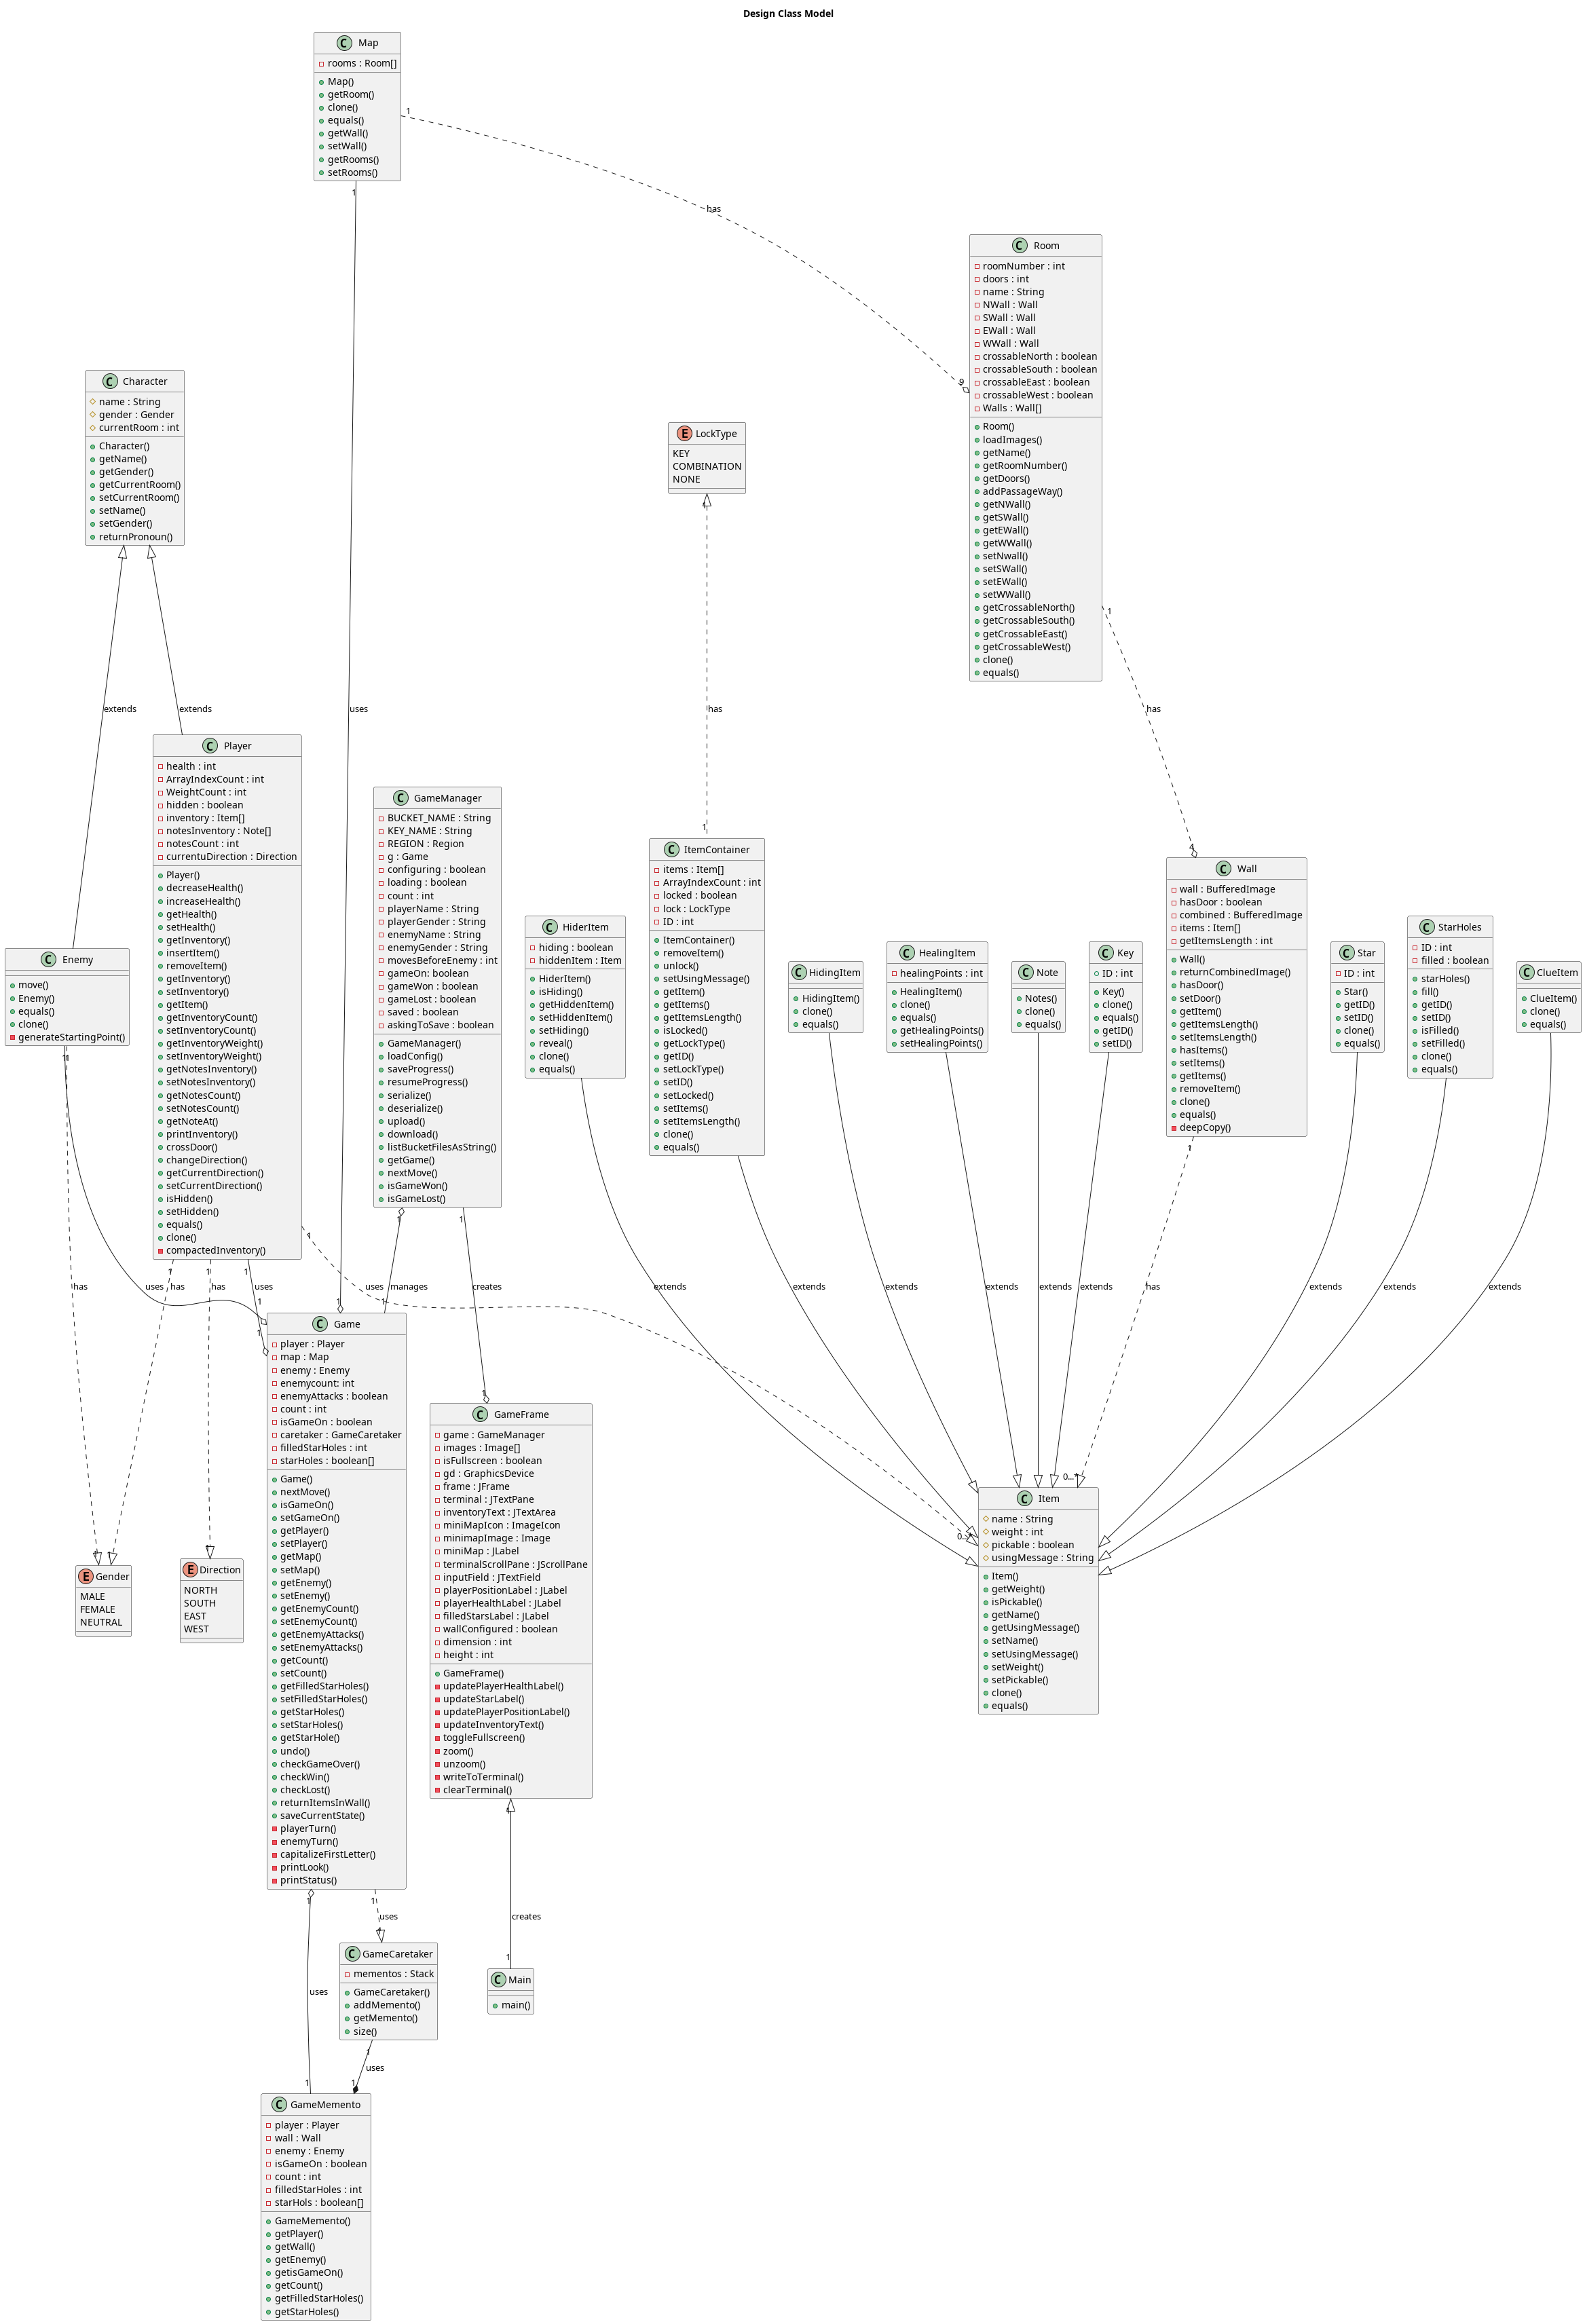 Design Class Model
C Map
rooms : Room[]
Map()
getRoom()
clone()
equals()
getWall()
setWall()
getRooms()
setRooms()
1
1
has
9
C Room
roomNumber : int
doors : int
name : String
NWall : Wall
SWall : Wall
EWall : Wall
WWall : Wall
crossableNorth : boolean
crossableSouth : boolean
crossableEast : boolean
crossableWest : boolean
Walls : Wall[]
Room()
loadImages()
getName()
getRoomNumber()
getDoors()
addPassageWay()
getNWall()
getSWall()
getEWall()
getWWall()
setNwall()
setSWall()
setEWall()
setWWall()
getCrossableNorth()
getCrossableSouth()
getCrossableEast()
getCrossableWest()
clone()
equals()
1
has
4
C Character
name : String
gender : Gender
currentRoom : int
Character()
getName()
getGender()
getCurrentRoom()
setCurrentRoom()
setName()
setGender()
returnPronoun()
extends
extends
uses
E LockType
KEY
COMBINATION
NONE
1
has
1
C Player
health : int
ArrayIndexCount : int
WeightCount : int
hidden : boolean
inventory : Item[]
notesInventory : Note[]
notesCount : int
currentuDirection : Direction
Player()
decreaseHealth()
increaseHealth()
getHealth()
setHealth()
getInventory()
insertItem()
removeItem()
getInventory()
setInventory()
getItem()
getInventoryCount()
setInventoryCount()
getInventoryWeight()
setInventoryWeight()
getNotesInventory()
setNotesInventory()
getNotesCount()
setNotesCount()
getNoteAt()
printInventory()
crossDoor()
changeDirection()
getCurrentDirection()
setCurrentDirection()
isHidden()
setHidden()
equals()
clone()
compactedInventory()
C Enemy
move()
Enemy()
equals()
clone()
generateStartingPoint()
C GameManager
BUCKET_NAME : String
KEY_NAME : String
REGION : Region
g : Game
configuring : boolean
loading : boolean
count : int
playerName : String
playerGender : String
enemyName : String
enemyGender : String
movesBeforeEnemy : int
gameOn: boolean
gameWon : boolean
gameLost : boolean
saved : boolean
askingToSave : boolean
GameManager()
loadConfig()
saveProgress()
resumeProgress()
serialize()
deserialize()
upload()
download()
listBucketFilesAsString()
getGame()
nextMove()
isGameWon()
isGameLost()
C HiderItem
hiding : boolean
hiddenItem : Item
HiderItem()
isHiding()
getHiddenItem()
setHiddenItem()
setHiding()
reveal()
clone()
equals()
C ItemContainer
items : Item[]
ArrayIndexCount : int
locked : boolean
lock : LockType
ID : int
ItemContainer()
removeItem()
unlock()
setUsingMessage()
getItem()
getItems()
getItemsLength()
isLocked()
getLockType()
getID()
setLockType()
setID()
setLocked()
setItems()
setItemsLength()
clone()
equals()
C HidingItem
HidingItem()
clone()
equals()
C HealingItem
healingPoints : int
HealingItem()
clone()
equals()
getHealingPoints()
setHealingPoints()
C Note
Notes()
clone()
equals()
C Key
ID : int
Key()
clone()
equals()
getID()
setID()
C Wall
wall : BufferedImage
hasDoor : boolean
combined : BufferedImage
items : Item[]
getItemsLength : int
Wall()
returnCombinedImage()
hasDoor()
setDoor()
getItem()
getItemsLength()
setItemsLength()
hasItems()
setItems()
getItems()
removeItem()
clone()
equals()
deepCopy()
C Star
ID : int
Star()
getID()
setID()
clone()
equals()
C StarHoles
ID : int
filled : boolean
starHoles()
fill()
getID()
setID()
isFilled()
setFilled()
clone()
equals()
C ClueItem
ClueItem()
clone()
equals()
1
1
has
uses
1
has
1
has
1
uses
1
1
1
uses
1
manages
1
1
creates
1
1
extends
extends
extends
extends
extends
extends
1
has
extends
extends
extends
0...*
0...*
1
1
1
C Game
player : Player
map : Map
enemy : Enemy
enemycount: int
enemyAttacks : boolean
count : int
isGameOn : boolean
caretaker : GameCaretaker
filledStarHoles : int
starHoles : boolean[]
Game()
nextMove()
isGameOn()
setGameOn()
getPlayer()
setPlayer()
getMap()
setMap()
getEnemy()
setEnemy()
getEnemyCount()
setEnemyCount()
getEnemyAttacks()
setEnemyAttacks()
getCount()
setCount()
getFilledStarHoles()
setFilledStarHoles()
getStarHoles()
setStarHoles()
getStarHole()
undo()
checkGameOver()
checkWin()
checkLost()
returnItemsInWall()
saveCurrentState()
playerTurn()
enemyTurn()
capitalizeFirstLetter()
printLook()
printStatus()
C GameFrame
game : GameManager
images : Image[]
isFullscreen : boolean
gd : GraphicsDevice
frame : JFrame
terminal : JTextPane
inventoryText : JTextArea
miniMapIcon : ImageIcon
minimapImage : Image
miniMap : JLabel
terminalScrollPane : JScrollPane
inputField : JTextField
playerPositionLabel : JLabel
playerHealthLabel : JLabel
filledStarsLabel : JLabel
wallConfigured : boolean
dimension : int
height : int
GameFrame()
updatePlayerHealthLabel()
updateStarLabel()
updatePlayerPositionLabel()
updateInventoryText()
toggleFullscreen()
zoom()
unzoom()
writeToTerminal()
clearTerminal()
C Item
name : String
weight : int
pickable : boolean
usingMessage : String
Item()
getWeight()
isPickable()
getName()
getUsingMessage()
setName()
setUsingMessage()
setWeight()
setPickable()
clone()
equals()
E Gender
MALE
FEMALE
NEUTRAL
E Direction
NORTH
SOUTH
EAST
WEST
1
uses
1
1
uses
1
1
creates
1
C GameCaretaker
mementos : Stack
GameCaretaker()
addMemento()
getMemento()
size()
C Main
main()
1
uses
1
C GameMemento
player : Player
wall : Wall
enemy : Enemy
isGameOn : boolean
count : int
filledStarHoles : int
starHols : boolean[]
GameMemento()
getPlayer()
getWall()
getEnemy()
getisGameOn()
getCount()
getFilledStarHoles()
getStarHoles()